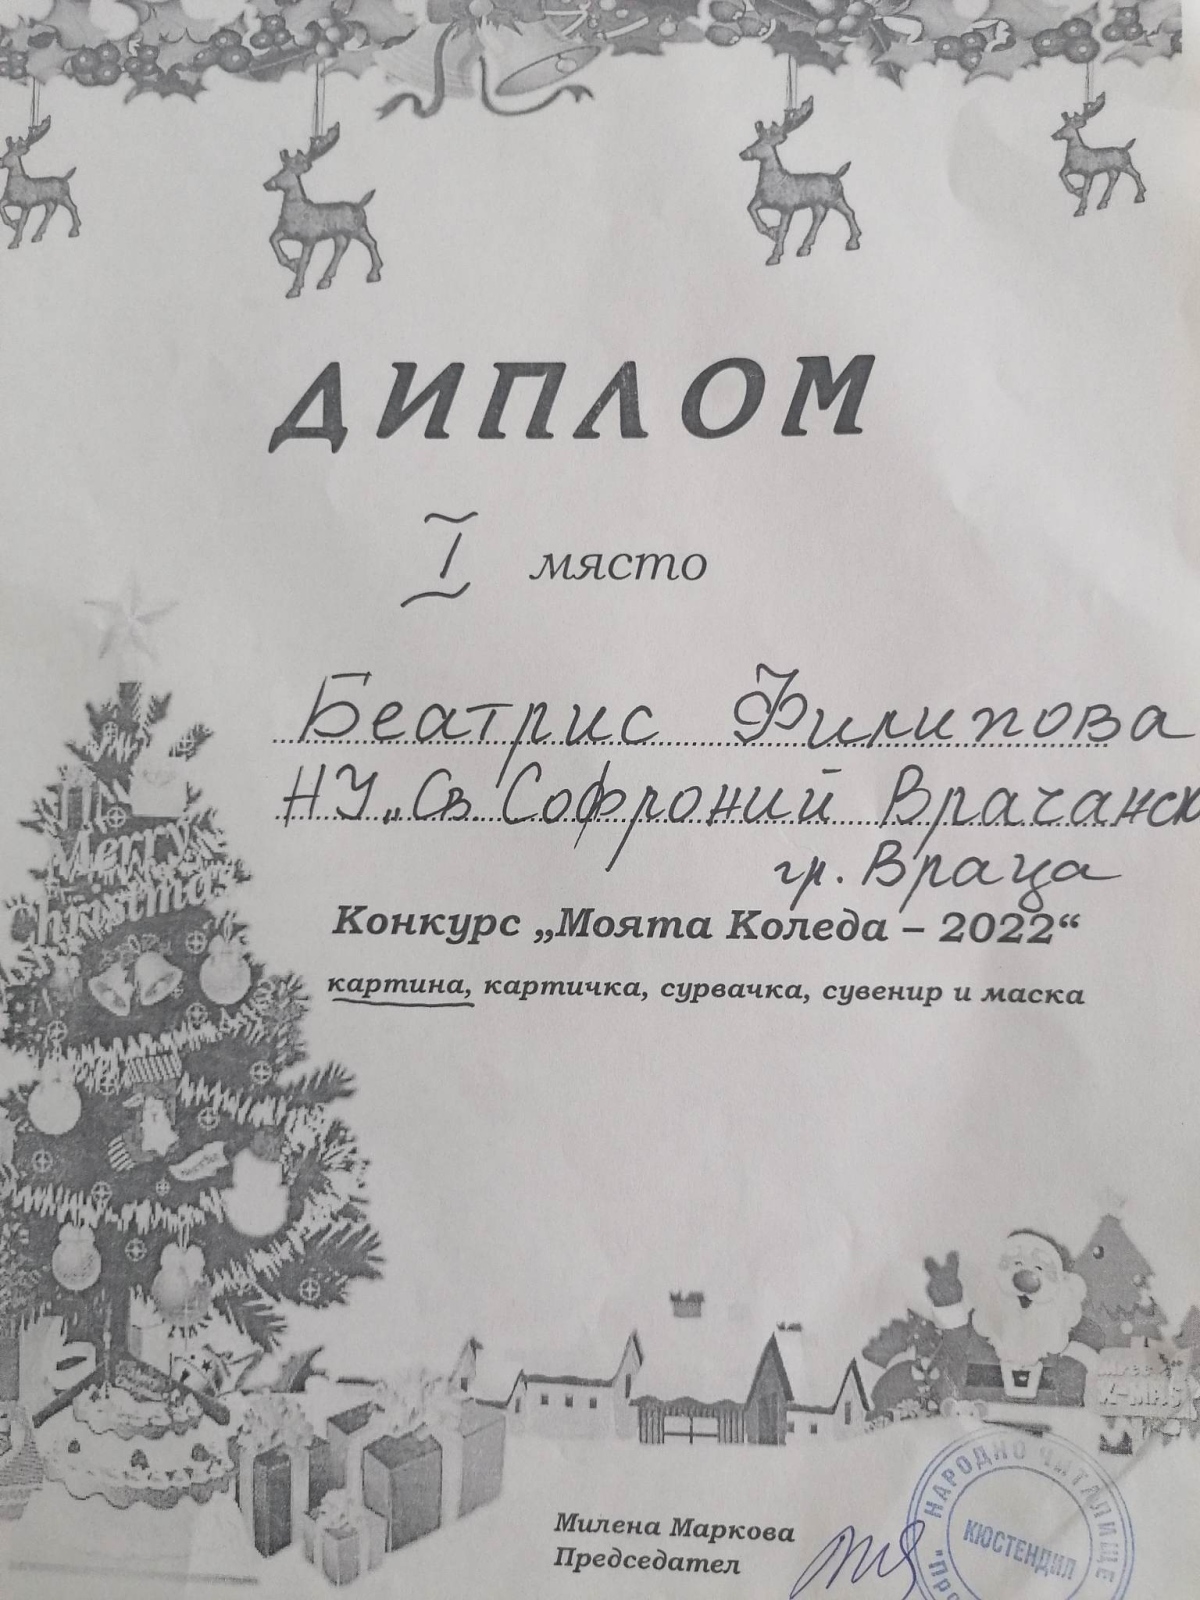 ДИПЛОМ
I място
Беатрис Филипова
НУ „Св. Софроний Врачанск
гр. Враца
Конкурс „Моята Коледа – 2022“
картина, картичка, сурвачка, сувенир и маска
Merry
Christmas
X-MAS
Милена Маркова
Председател
НАРОДНО ЧИТАЛИЩЕ
КЮСТЕНДИЛ